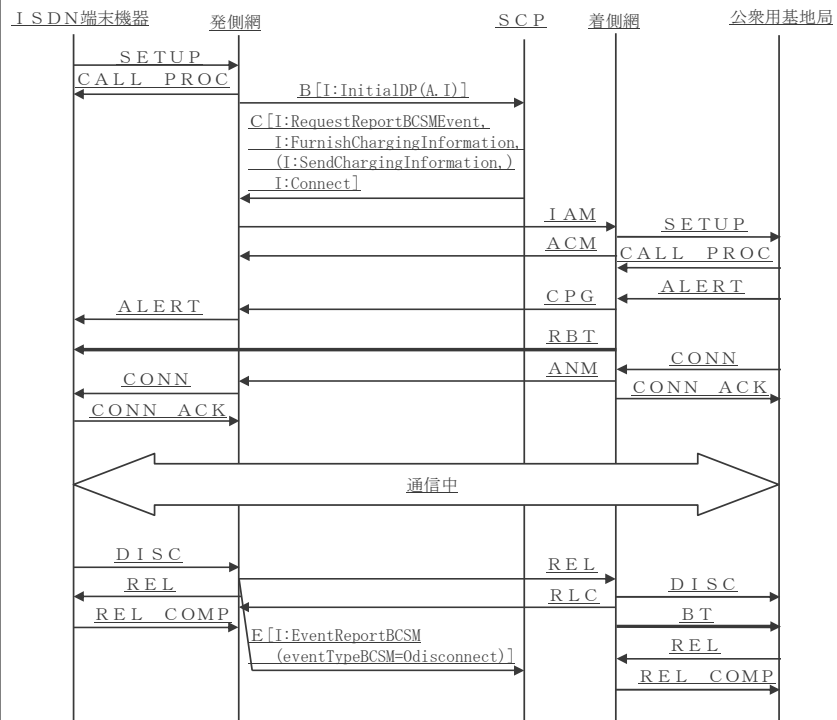 ＩＳＤＮ端末機器
発側網
ＳＣＰ
着側網
公衆用基地局
ＳＥＴＵＰ
ＣＡＬＬ　ＰＲＯＣ
B[I:InitialDP(A.I)]
C[I:RequestReportBCSMEvent,
I:FurnishChargingInformation,
(I:SendChargingInformation,)
I:Connect]
ＩＡＭ
ＳＥＴＵＰ
ＡＣＭ
ＣＡＬＬ　ＰＲＯＣ
ＡＬＥＲＴ
ＣＰＧ
ＡＬＥＲＴ
ＲＢＴ
ＣＯＮＮ
ＡＮＭ
ＣＯＮＮ
ＣＯＮＮ　ＡＣＫ
ＣＯＮＮ　ＡＣＫ
通信中
ＤＩＳＣ
ＲＥＬ
ＲＥＬ
ＤＩＳＣ
ＲＬＣ
ＲＥＬ　ＣＯＭＰ
ＢＴ
E[I:EventReportBCSM
(eventTypeBCSM=Odisconnect)]
ＲＥＬ
ＲＥＬ　ＣＯＭＰ